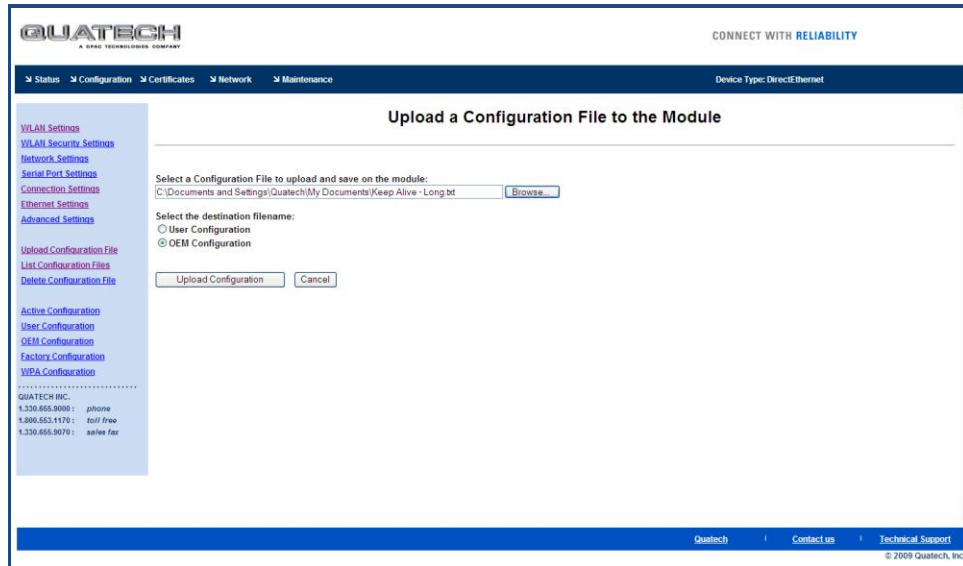 QUATECH
A DPAC TECHNOLOGIES COMPANY
CONNECT WITH RELIABILITY
Status Configuration Certificates Network Maintenance
Device Type: DirectEthernet
Upload a Configuration File to the Module
WLAN Settings
WLAN Security Settings
Network Settings
Serial Port Settings
Connection Settings
Ethernet Settings
Advanced Settings
Upload Configuration File
List Configuration Files
Delete Configuration File
Active Configuration
User Configuration
OEM Configuration
Factory Configuration
WPA Configuration
QUATECH INC.
1.330.655.9000 : phone
1.800.553.1170 : toll free
1.330.655.9070 : sales fax
Select a Configuration File to upload and save on the module:
C:\Documents and Settings\Quatech\My Documents\Keep Alive - Long.txt Browse...
Select the destination filename:
User Configuration
OEM Configuration
Upload Configuration Cancel
Quatech | Contact us | Technical Support
© 2009 Quatech, Inc